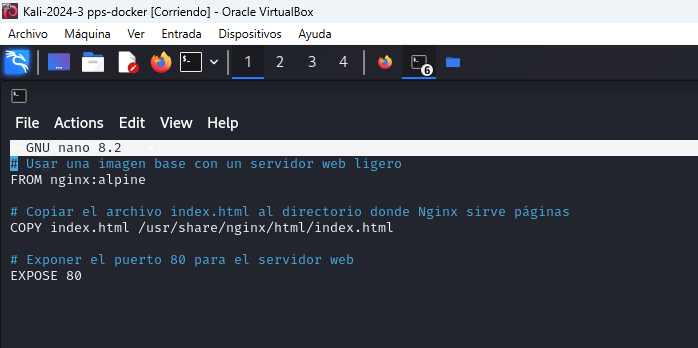 Kali-2024-3 pps-docker [Corriendo] - Oracle VirtualBox
Archivo Máquina Ver Entrada Dispositivos Ayuda
1 2 3 4 6
File Actions Edit View Help
GNU nano 8.2
# Usar una imagen base con un servidor web ligero
FROM nginx:alpine
# Copiar el archivo index.html al directorio donde Nginx sirve páginas
COPY index.html /usr/share/nginx/html/index.html
# Exponer el puerto 80 para el servidor web
EXPOSE 80